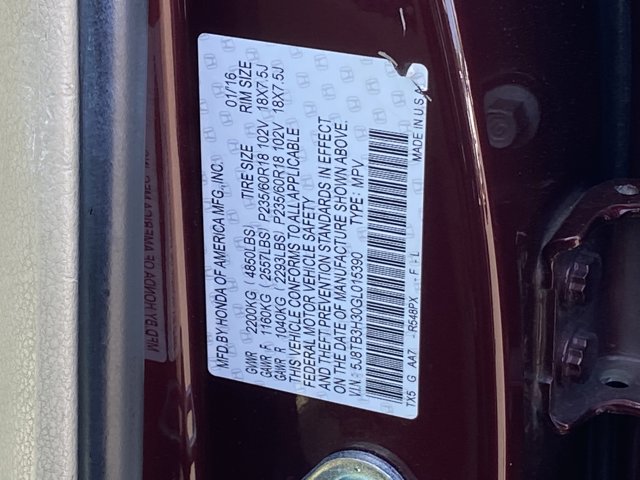 MFD.BY HONDA OF AMERICA MFG.,INC. 01/16
TIRE SIZE RIM SIZE
GVWR 2200KG ( 4850LBS)
GAWR F 1160KG ( 2557LBS) P235/60R18 102V 18X7.5J
GAWR R 1040KG ( 2293LBS) P235/60R18 102V 18X7.5J
THIS VEHICLE CONFORMS TO ALL APPLICABLE
FEDERAL MOTOR VEHICLE SAFETY
AND THEFT PREVENTION STANDARDS IN EFFECT
ON THE DATE OF MANUFACTURE SHOWN ABOVE.
V.I.N.: 5J8TB3H30GL015390 TYPE : MPV
TX5 G AA7 -R548PX F - L
MADE IN U.S.A.